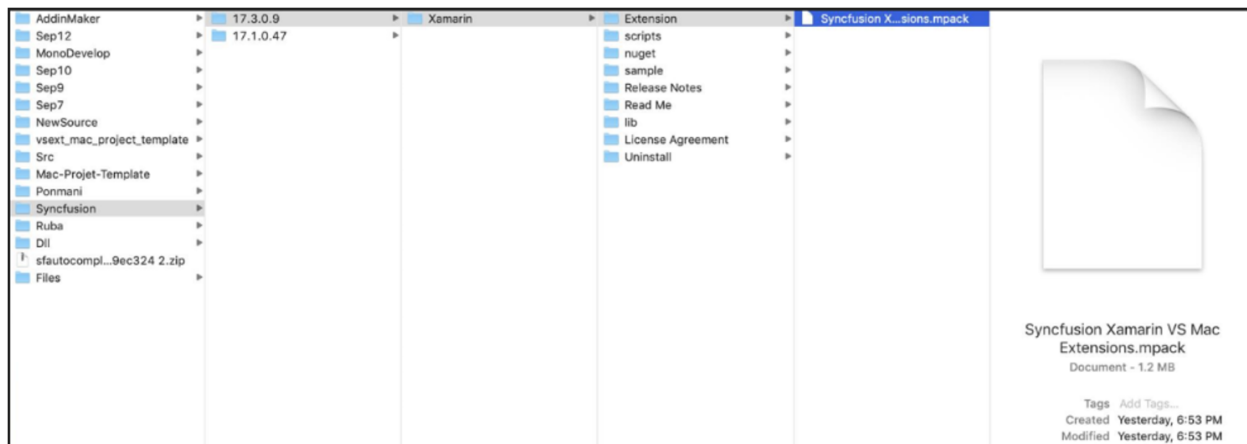 AddinMaker
Sep12
MonoDevelop
Sep10
Sep9
Sep7
NewSource
vsext_mac_project_template
Src
Mac-Projet-Template
Ponmani
Syncfusion
Ruba
Dll
sfautocompl...9ec324 2.zip
Files
17.3.0.9
17.1.0.47
Xamarin
Extension
scripts
nuget
sample
Release Notes
Read Me
lib
License Agreement
Uninstall
Syncfusion X...sions.mpack
Syncfusion Xamarin VS Mac
Extensions.mpack
Document - 1.2 MB
Tags Add Tags...
Created Yesterday, 6:53 PM
Modified Yesterday, 6:53 PM